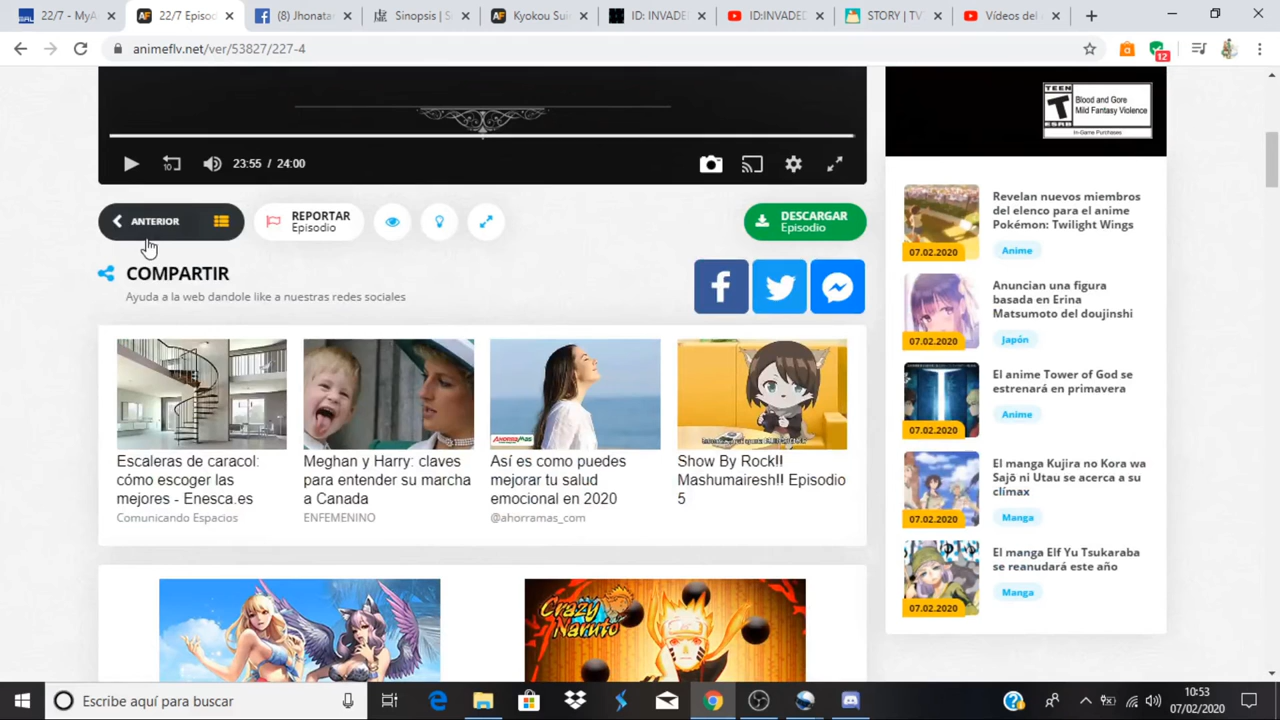 22/7 - MyA
22/7 Episod
(8) Jhonatan
Sinopsis | S
Kyokou Sui
ID: INVADE
ID:INVADED
STORY | TV
Vídeos del
animeflv.net/ver/53827/227-4
12
TEEN
T
ESRB
Blood and Gore
Mild Fantasy Violence
In-Game Purchases
10
23:55 / 24:00
ANTERIOR
REPORTAR
Episodio
DESCARGAR
Episodio
COMPARTIR
Ayuda a la web dandole like a nuestras redes sociales
AHORRAMAS
Escaleras de caracol:
cómo escoger las
mejores - Enesca.es
Comunicando Espacios
Meghan y Harry: claves
para entender su marcha
a Canada
ENFEMENINO
Así es como puedes
mejorar tu salud
emocional en 2020
@ahorramas_com
Show By Rock!!
Mashumairesh!! Episodio
5
Crazy
Naruto
Revelan nuevos miembros
del elenco para el anime
Pokémon: Twilight Wings
07.02.2020
Anime
Anuncian una figura
basada en Erina
Matsumoto del doujinshi
07.02.2020
Japón
El anime Tower of God se
estrenará en primavera
Anime
07.02.2020
El manga Kujira no Kora wa
Sajō ni Utau se acerca a su
clímax
07.02.2020
Manga
El manga Elf Yu Tsukaraba
se reanudará este año
Manga
07.02.2020
Escribe aquí para buscar
10:53
07/02/2020